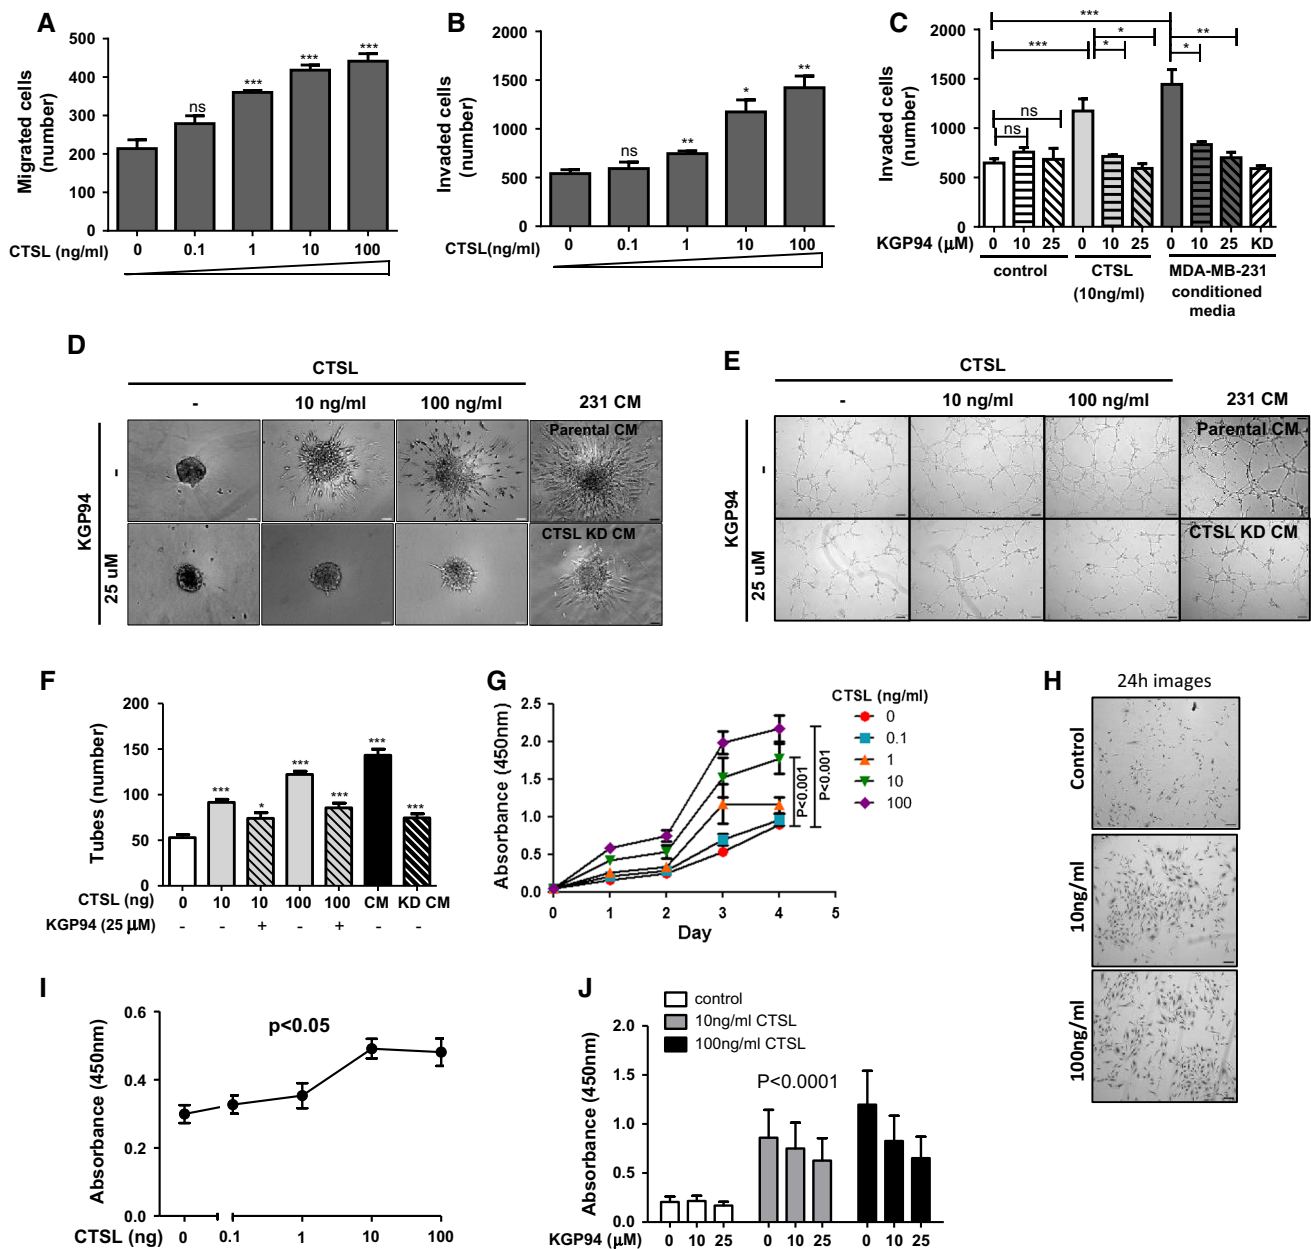 A
Migrated cells
(number)
500
400
300
200
100
0
ns
***
***
***
CTSL (ng/ml)
0 0.1 1 10 100
B
Invaded cells
(number)
2000
1500
1000
500
0
ns
**
*
**
CTSL(ng/ml)
0 0.1 1 10 100
C
Invaded cells
(number)
2000
1500
1000
500
0
***
***
*
*
**
*
ns
ns
KGP94 (µM)
0 10 25 0 10 25 0 10 25 KD
control
CTSL
(10ng/ml)
MDA-MB-231
conditioned
media
D
CTSL
- 10 ng/ml 100 ng/ml 231 CM
KGP94
-
25 uM
Parental CM
CTSL KD CM
E
CTSL
- 10 ng/ml 100 ng/ml 231 CM
KGP94
-
25 uM
Parental CM
CTSL KD CM
F
Tubes (number)
200
150
100
50
0
***
*
***
***
***
***
CTSL (ng) 0 10 10 100 100 CM KD CM
KGP94 (25 µM) - - + - + - -
G
Absorbance (450nm)
2.5
2.0
1.5
1.0
0.5
0.0
0 1 2 3 4 5
Day
P<0.001
P<0.001
CTSL (ng/ml)
0
0.1
1
10
100
H
24h images
Control
10ng/ml
100ng/ml
I
Absorbance (450nm)
0.6
0.4
0.2
0.0
p<0.05
CTSL (ng) 0 0.1 1 10 100
J
control
10ng/ml CTSL
100ng/ml CTSL
Absorbance (450nm)
2.0
1.5
1.0
0.5
0.0
P<0.0001
KGP94 (µM) 0 10 25 0 10 25 0 10 25